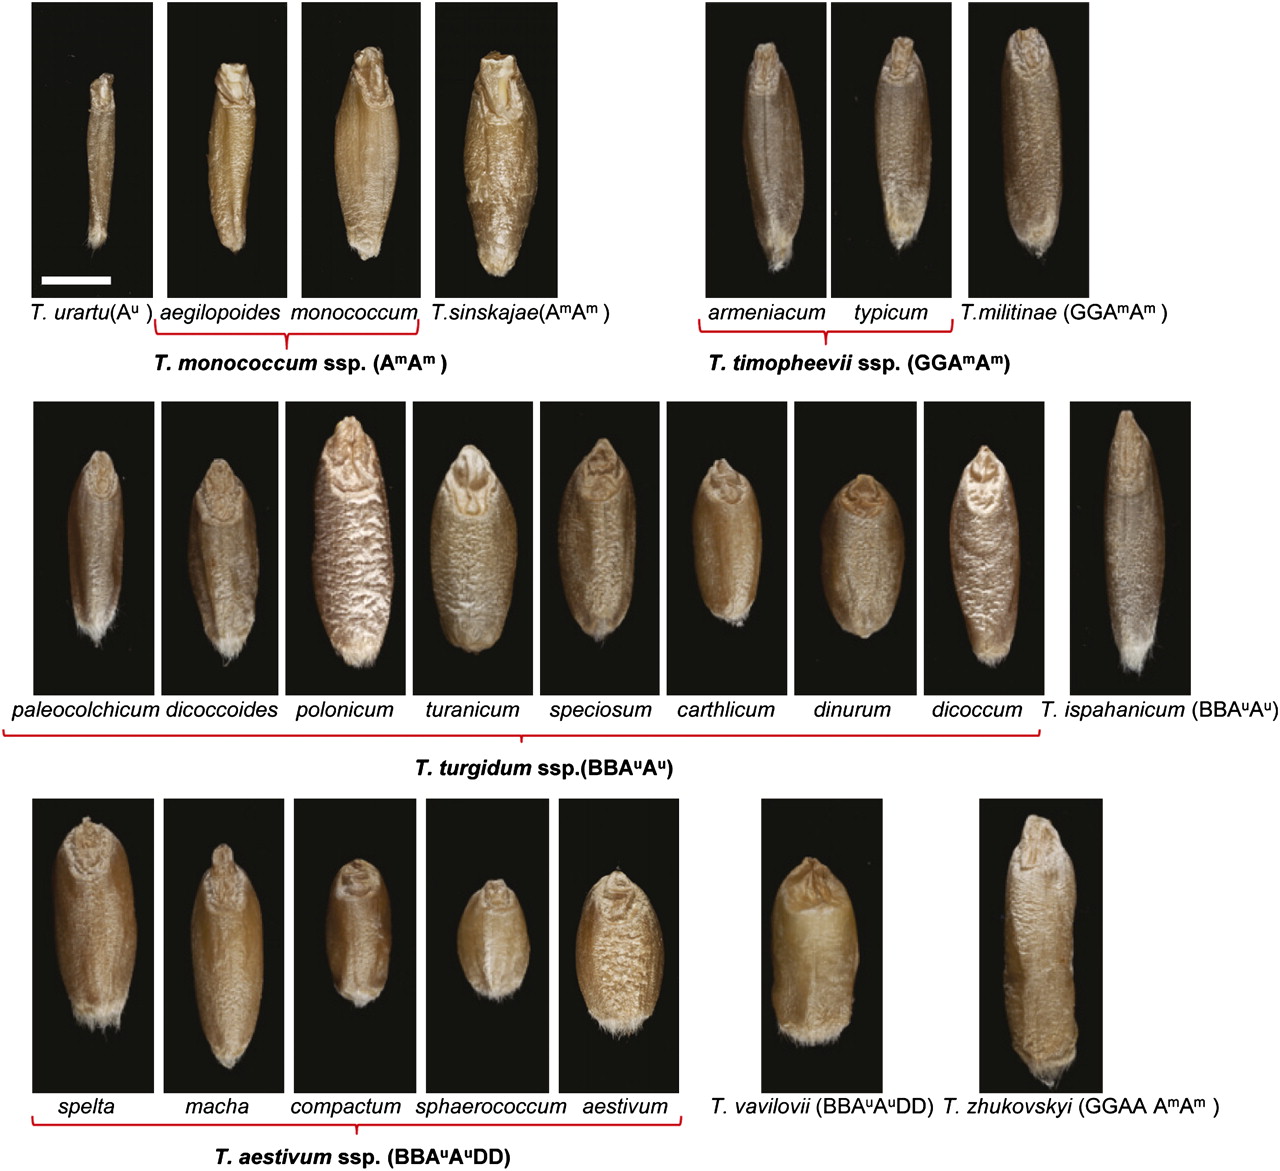 T. urartu(Aᵘ ) aegilopoides monococcum T.sinskajae(AᵐAᵐ ) armeniacum typicum T.militinae (GGAᵐAᵐ )
T. monococcum ssp. (AᵐAᵐ ) T. timopheevii ssp. (GGAᵐAᵐ)
paleocolchicum dicoccoides polonicum turanicum speciosum carthlicum dinurum dicoccum T. ispahanicum (BBAᵘAᵘ)
T. turgidum ssp.(BBAᵘAᵘ)
spelta macha compactum sphaerococcum aestivum T. vavilovii (BBAᵘAᵘDD) T. zhukovskyi (GGAA AᵐAᵐ )
T. aestivum ssp. (BBAᵘAᵘDD)